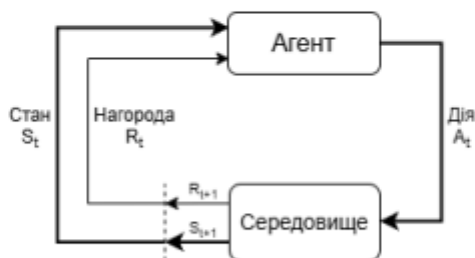 Агент
Стан
St
Нагорода
Rt
Дія
At
Rt+1
St+1
Середовище